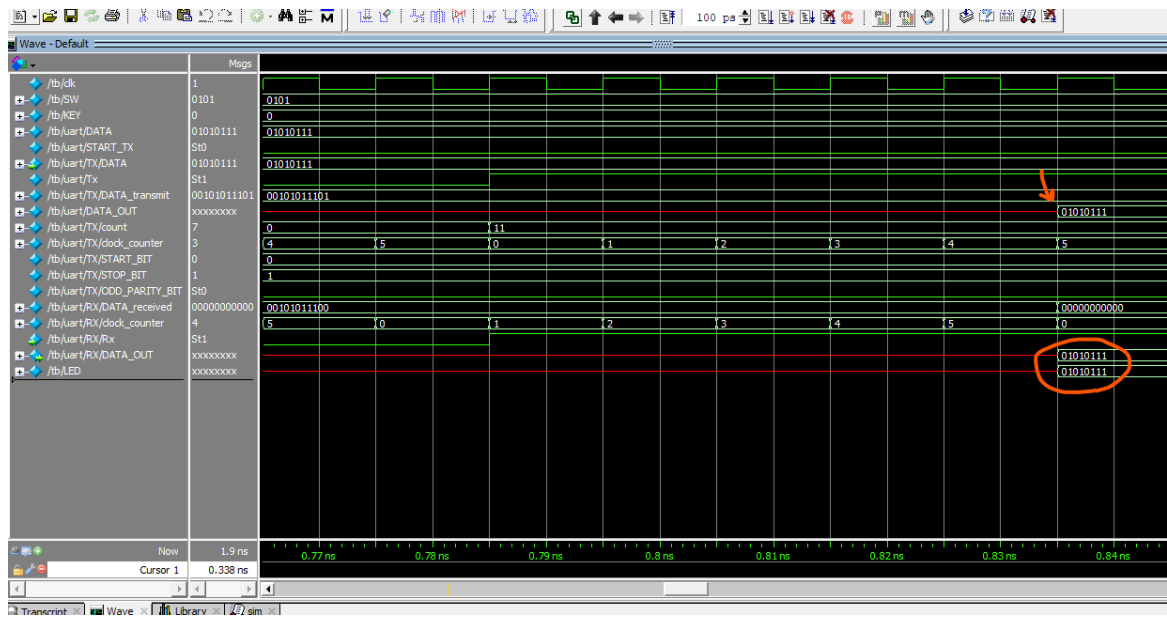 100 ps
Wave - Default
Msgs
/tb/clk 1
/tb/SW 0101 0101
/tb/KEY 0 0
/tb/uart/DATA 01010111 01010111
/tb/uart/START_TX St0
/tb/uart/TX/DATA 01010111 01010111
/tb/uart/Tx St1
/tb/uart/TX/DATA_transmit 00101011101 00101011101
/tb/uart/DATA_OUT xxxxxxxx 01010111
/tb/uart/TX/count 7 0 11
/tb/uart/TX/clock_counter 3 4 5 0 1 2 3 4 5
/tb/uart/TX/START_BIT 0 0
/tb/uart/TX/STOP_BIT 1 1
/tb/uart/TX/ODD_PARITY_BIT St0
/tb/uart/RX/DATA_received 00000000000 00101011100 00000000000
/tb/uart/RX/clock_counter 4 5 0 1 2 3 4 5 0
/tb/uart/RX/Rx St1
/tb/uart/RX/DATA_OUT xxxxxxxx 01010111
/tb/LED xxxxxxxx 01010111
Now 1.9 ns 0.77 ns 0.78 ns 0.79 ns 0.8 ns 0.81 ns 0.82 ns 0.83 ns 0.84 ns
Cursor 1 0.338 ns
Transcript Wave Library sim